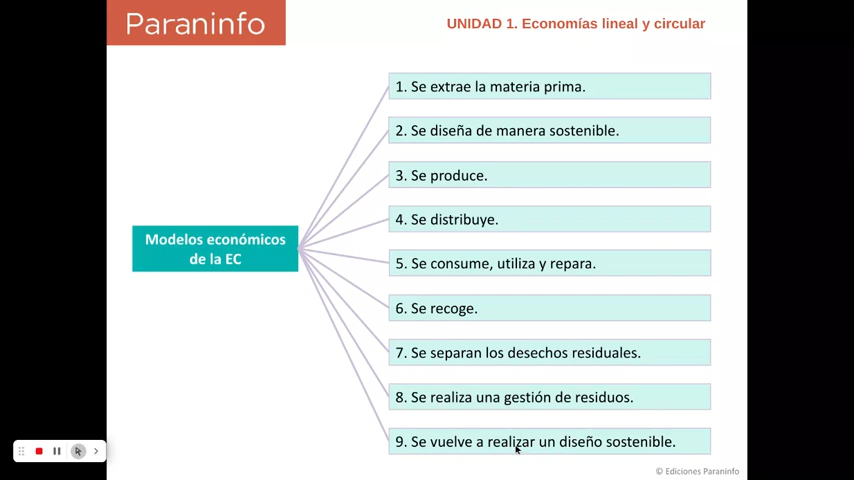 Paraninfo
UNIDAD 1. Economías lineal y circular
Modelos económicos
de la EC
1. Se extrae la materia prima.
2. Se diseña de manera sostenible.
3. Se produce.
4. Se distribuye.
5. Se consume, utiliza y repara.
6. Se recoge.
7. Se separan los desechos residuales.
8. Se realiza una gestión de residuos.
9. Se vuelve a realizar un diseño sostenible.
© Ediciones Paraninfo